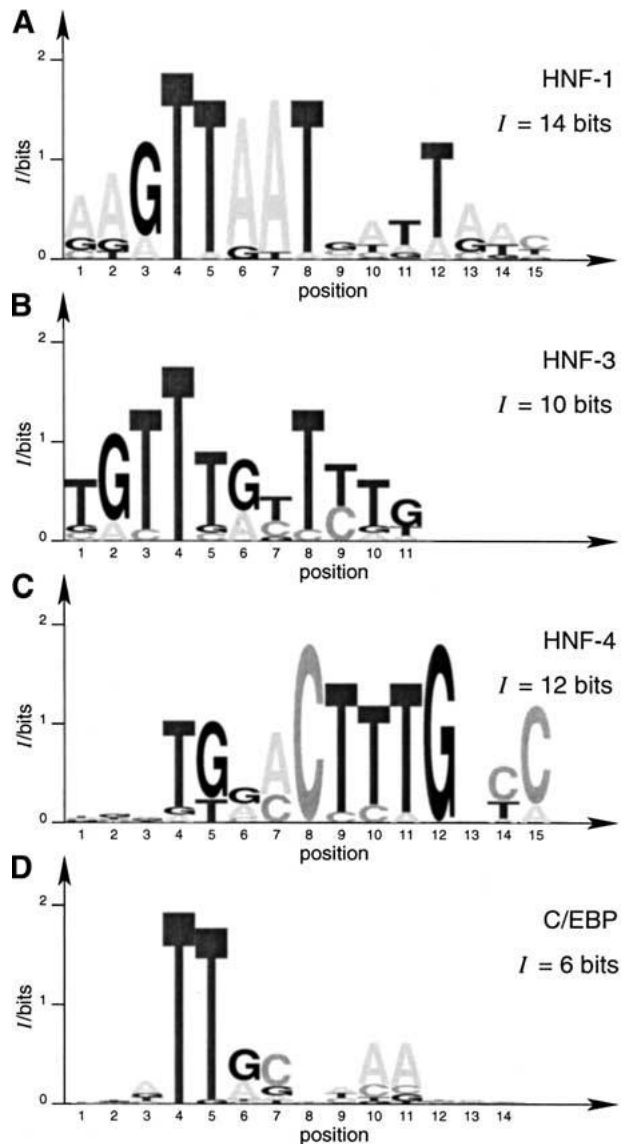 A
2
HNF-1
I = 14 bits
I/bits
1
0
1 2 3 4 5 6 7 8 9 10 11 12 13 14 15
position
B
2
HNF-3
I = 10 bits
I/bits
1
0
1 2 3 4 5 6 7 8 9 10 11
position
C
2
HNF-4
I = 12 bits
I/bits
1
0
1 2 3 4 5 6 7 8 9 10 11 12 13 14 15
position
D
2
C/EBP
I = 6 bits
I/bits
1
0
1 2 3 4 5 6 7 8 9 10 11 12 13 14
position